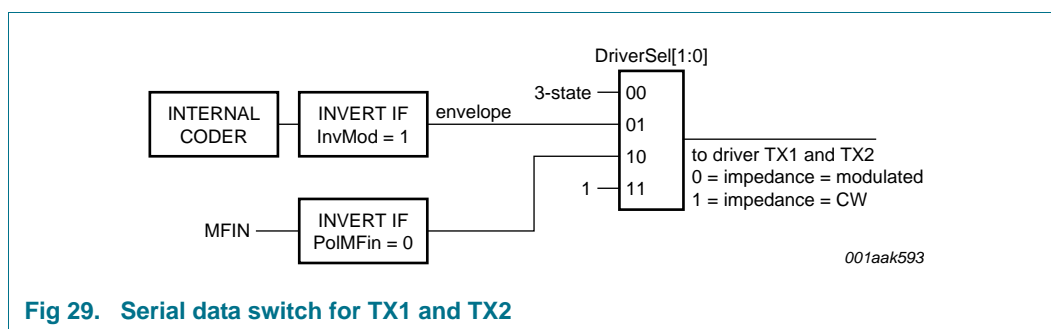 DriverSel[1:0]
3-state
00
INTERNAL
CODER
INVERT IF
InvMod = 1
envelope
01
10
1
11
to driver TX1 and TX2
0 = impedance = modulated
1 = impedance = CW
MFIN
INVERT IF
PolMFin = 0
001aak593
Fig 29. Serial data switch for TX1 and TX2